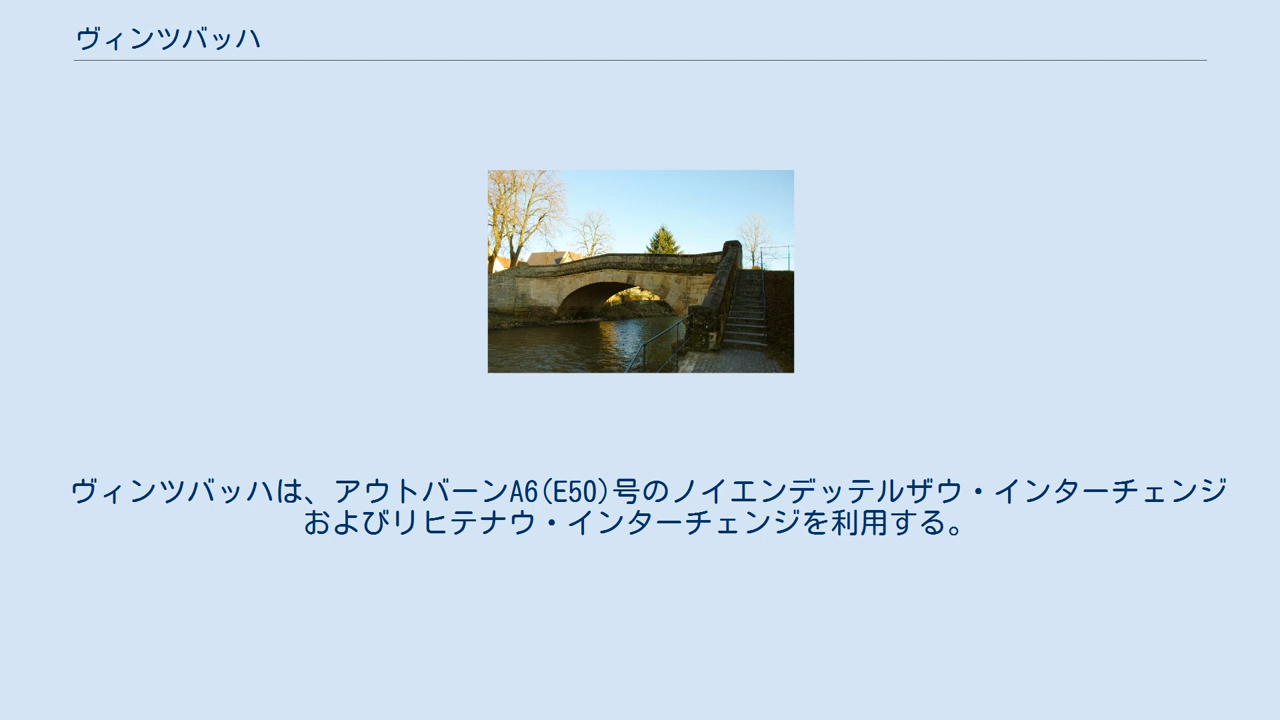 ヴィンツバッハ
ヴィンツバッハは、アウトバーンA6(E50)号のノイエンデッテルザウ・インターチェンジ
およびリヒテナウ・インターチェンジを利用する。